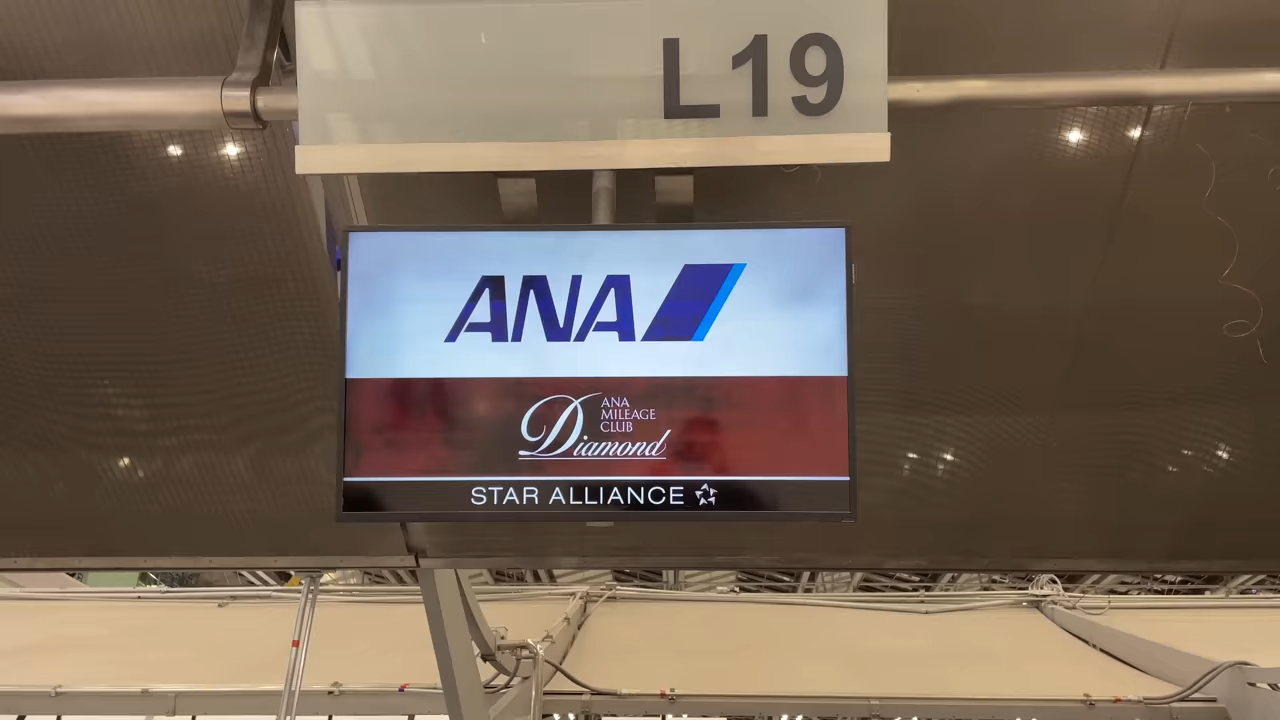 L19
ANA
ANA
MILEAGE
CLUB
Diamond
STAR ALLIANCE